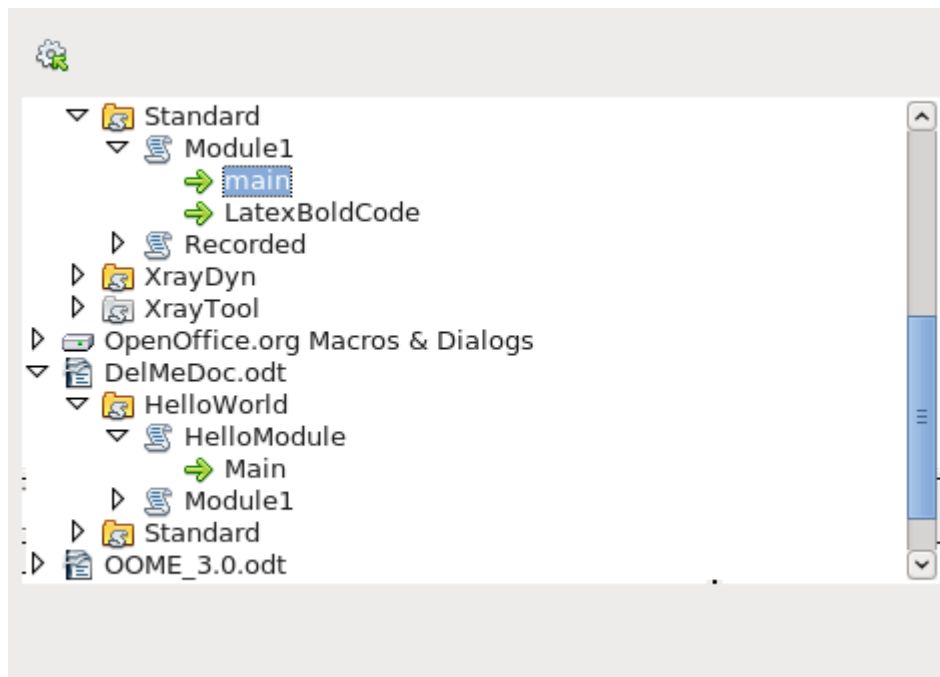 Standard
Module1
main
LatexBoldCode
Recorded
XrayDyn
XrayTool
OpenOffice.org Macros & Dialogs
DelMeDoc.odt
HelloWorld
HelloModule
Main
Module1
Standard
OOME_3.0.odt